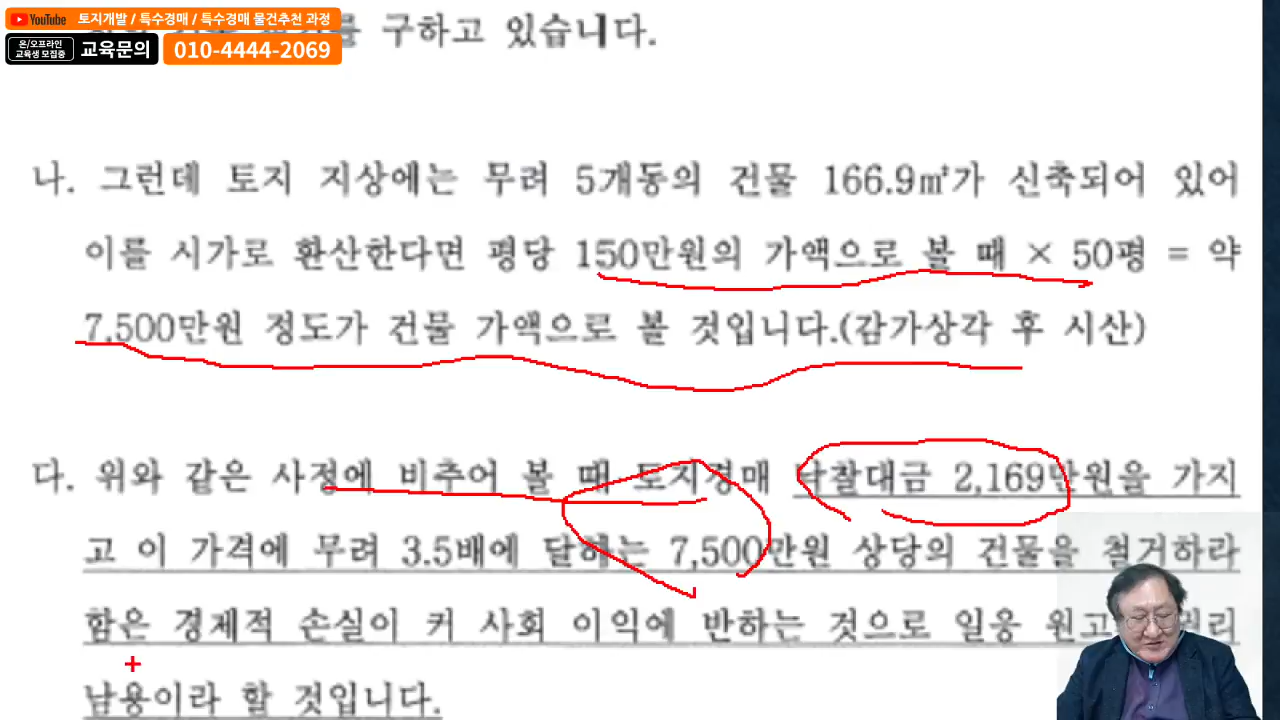 YouTube 토지개발 / 특수경매 / 특수경매 물건추천 과정
온/오프라인 교육생 모집중 교육문의 010-4444-2069
구하고 있습니다.
나. 그런데 토지 지상에는 무려 5개동의 건물 166.9㎡가 신축되어 있어
이를 시가로 환산한다면 평당 150만원의 가액으로 볼 때 × 50평 = 약
7,500만원 정도가 건물 가액으로 볼 것입니다.(감가상각 후 시산)
다. 위와 같은 사정에 비추어 볼 때 토지경매 낙찰대금 2,169만원을 가지
고 이 가격에 무려 3.5배에 달하는 7,500만원 상당의 건물을 철거하라
함은 경제적 손실이 커 사회 이익에 반하는 것으로 일응 원고
남용이라 할 것입니다.